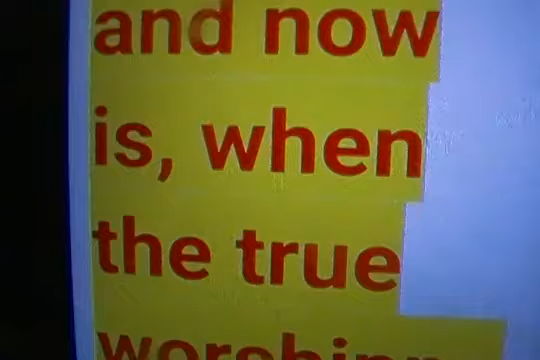 and now
is, when
the true